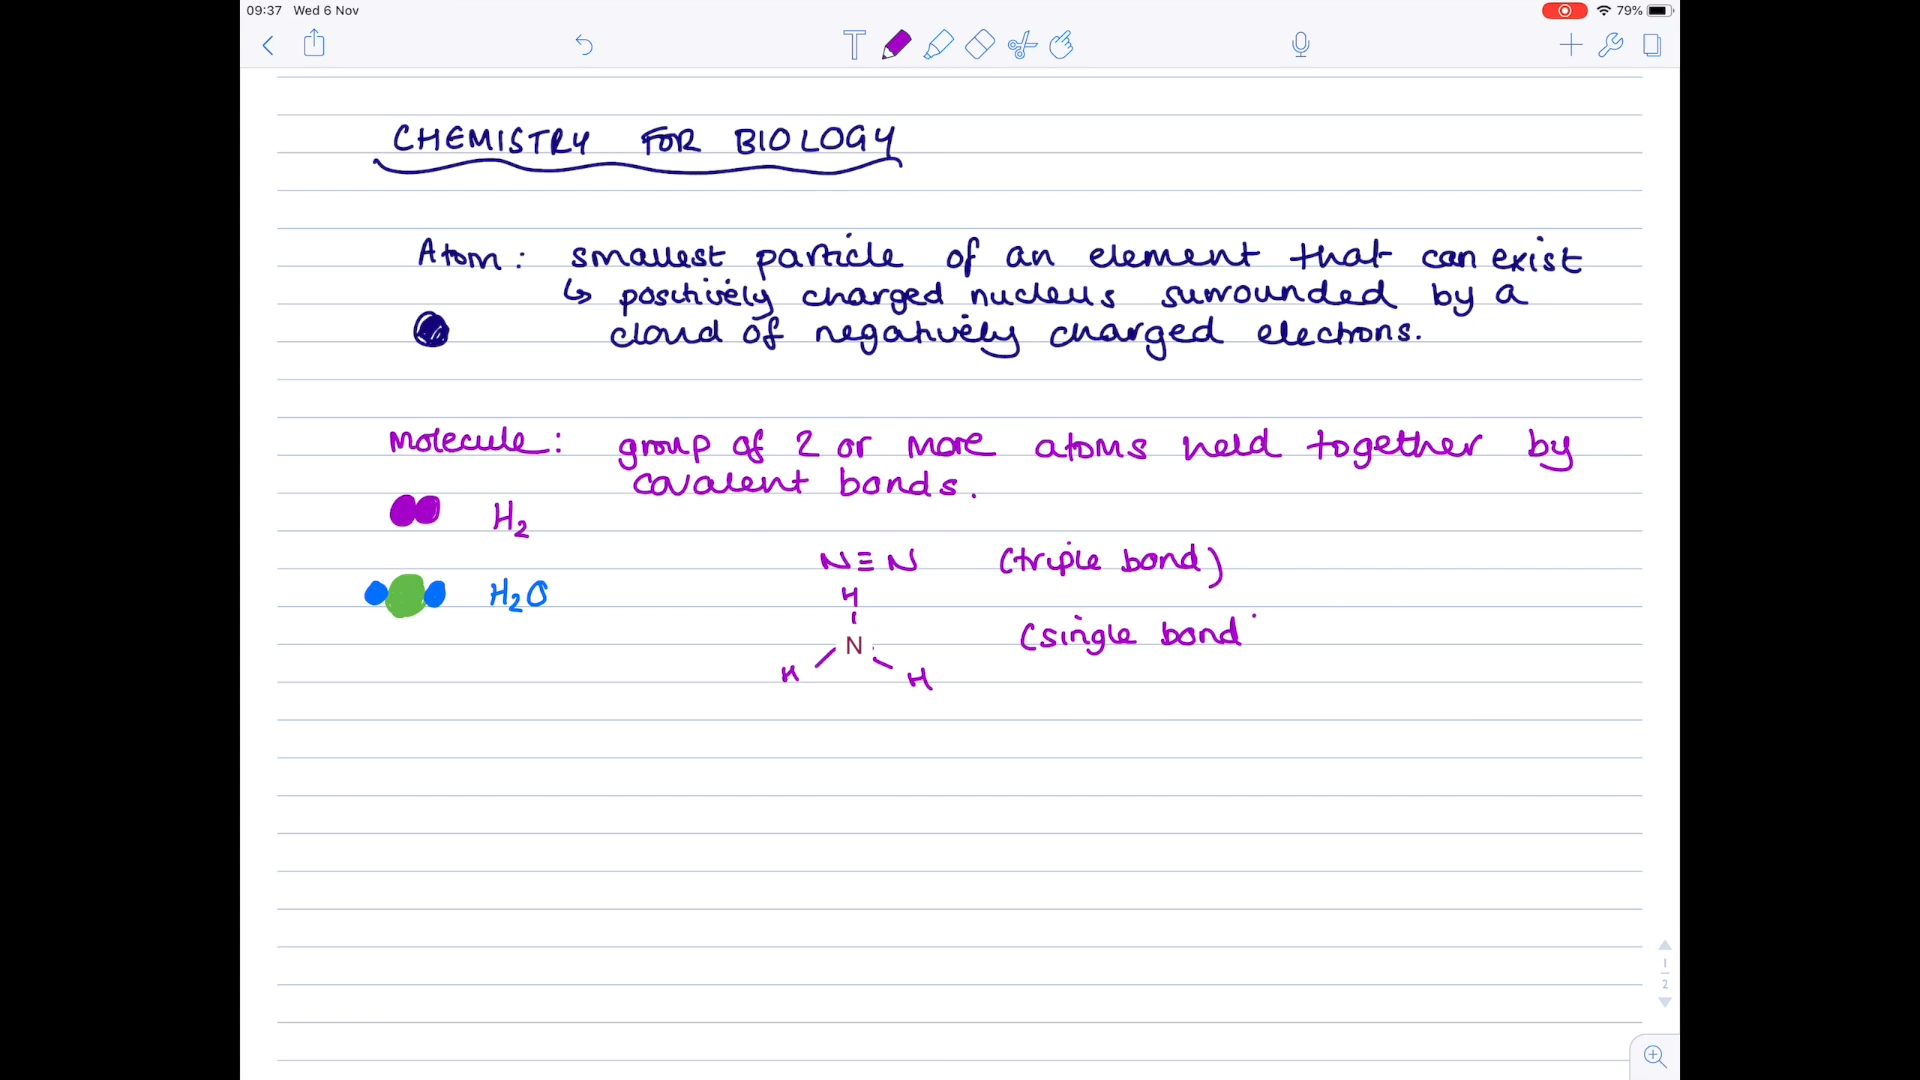 09:37 Wed 6 Nov
79%
T
CHEMISTRY FOR BIOLOGY
Atom: smallest particle of an element that can exist
↳ positively charged nucleus surrounded by a
cloud of negatively charged electrons.
Molecule: group of 2 or more atoms held together by
covalent bonds.
H₂
N≡N (triple bond)
H₂O
H
N
(single bond
H H
1
2